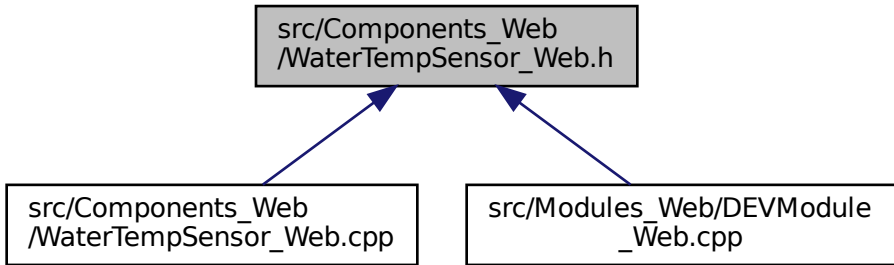 src/Components_Web
/WaterTempSensor_Web.h
src/Components_Web
/WaterTempSensor_Web.cpp
src/Modules_Web/DEVModule
_Web.cpp